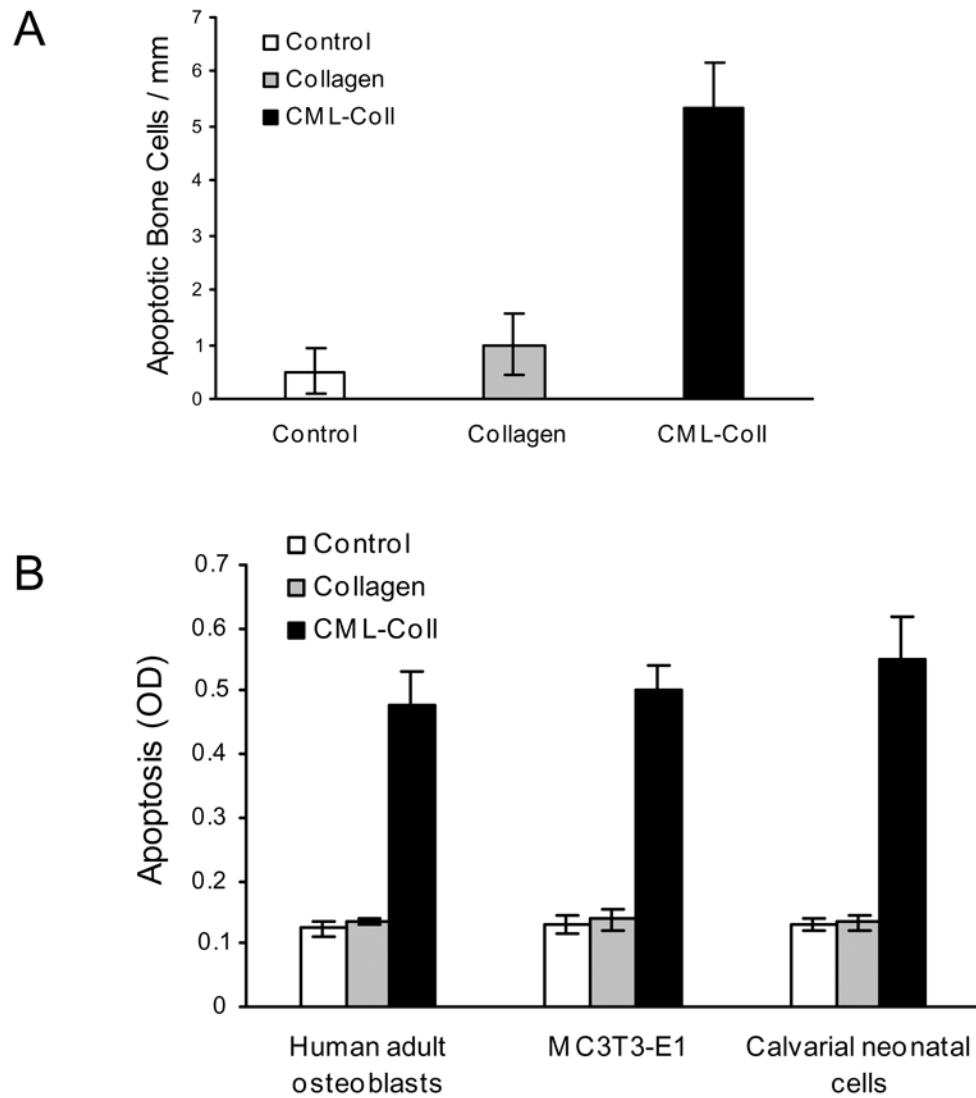 A
Apoptotic Bone Cells / mm
7
6
5
4
3
2
1
0
Control
Collagen
CML-Coll
Control
Collagen
CML-Coll
B
Apoptosis (OD)
0.7
0.6
0.5
0.4
0.3
0.2
0.1
0
Control
Collagen
CML-Coll
Human adult
osteoblasts
MC3T3-E1
Calvarial neonatal
cells